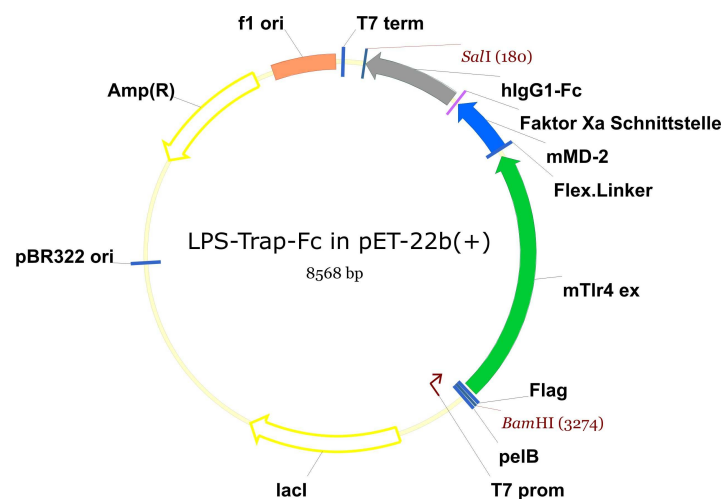 f1 ori
T7 term
SalI (180)
hIgG1-Fc
Amp(R)
Faktor Xa Schnittstelle
mMD-2
Flex.Linker
LPS-Trap-Fc in pET-22b(+)
8568 bp
pBR322 ori
mTlr4 ex
Flag
BamHI (3274)
pelB
T7 prom
lacI